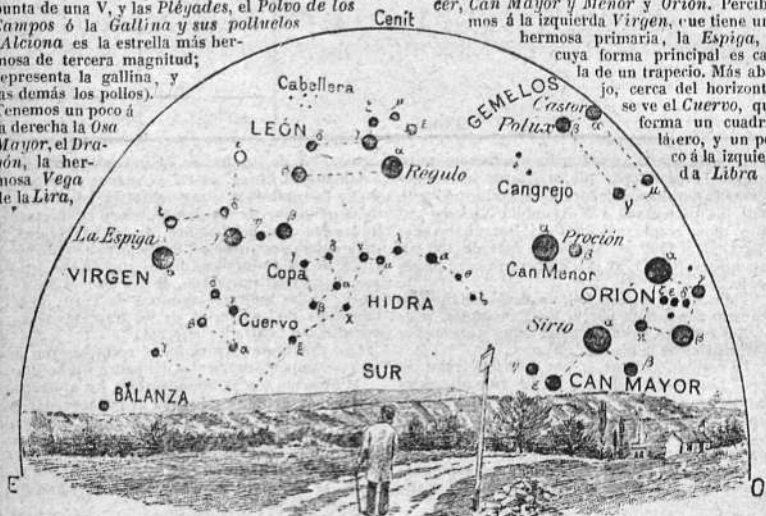 punta de una V, y las Pléyades, el Polvo de los
Campos ó la Gallina y sus polluelos
Alciona es la estrella más her-
mosa de tercera magnitud;
representa la gallina, y
las demás los pollos).
Tenemos un poco á
la derecha la Osa
Mayor, el Dra-
gón, la her-
mosa Vega
de la Lira,
cer, Can Mayor y Menor y Orión.
mos á la izquierda Virgen, que tiene un
hermosa primaria, la Espiga,
cuya forma principal es ca
la de un trapecio. Más aba
jo, cerca del horizont
se ve el Cuervo, qu
forma un cuadri
látero, y un po
co á la izquie
da Libra
Cenit
Cabellera
GEMELOS
Castor
α
Polux
β
LEÓN
Régulo
Cangrejo
γ
μ
La Espiga
α
VIRGEN
Copa
HIDRA
α
Proción
β
Can Menor
ORIÓN
Cuervo
Sirio
α
β
SUR
CAN MAYOR
BALANZA
E
O